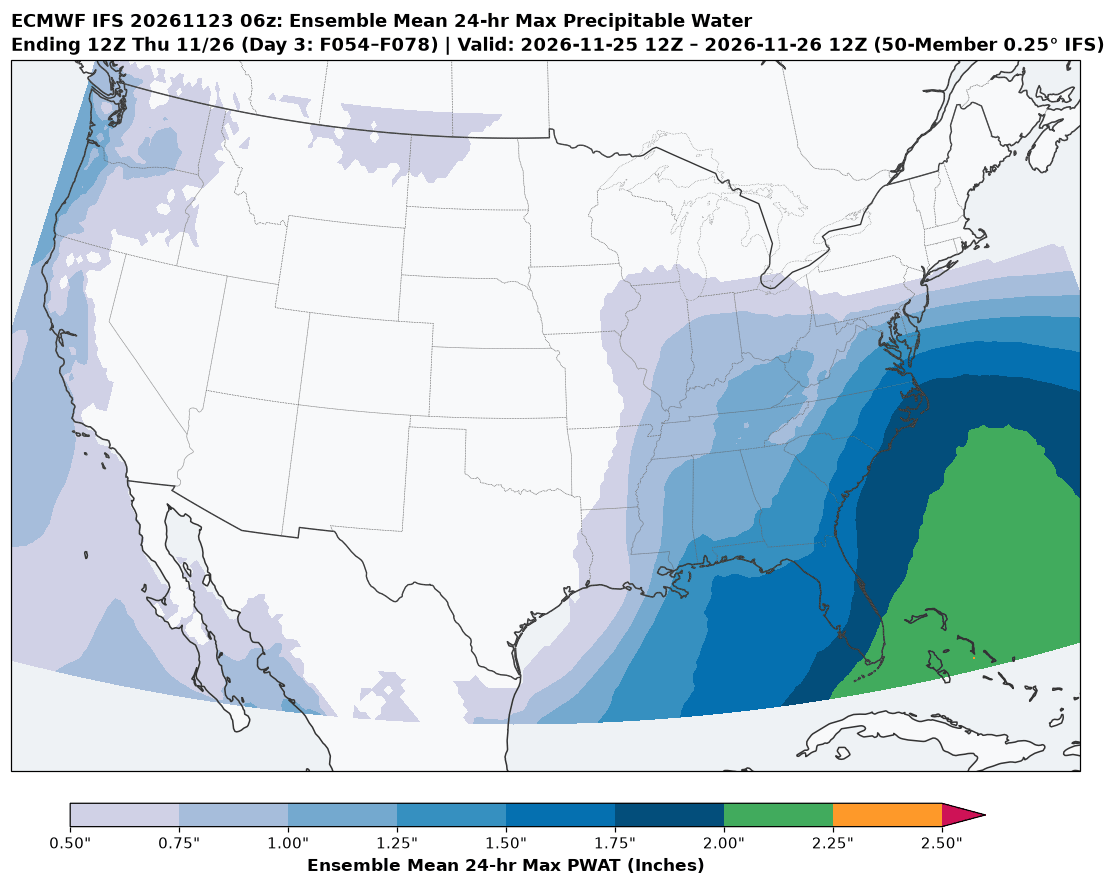 ECMWF IFS 20261123 06z: Ensemble Mean 24-hr Max Precipitable Water
Ending 12Z Thu 11/26 (Day 3: F054–F078) | Valid: 2026-11-25 12Z – 2026-11-26 12Z (50-Member 0.25° IFS)
0.50" 0.75" 1.00" 1.25" 1.50" 1.75" 2.00" 2.25" 2.50"
Ensemble Mean 24-hr Max PWAT (Inches)